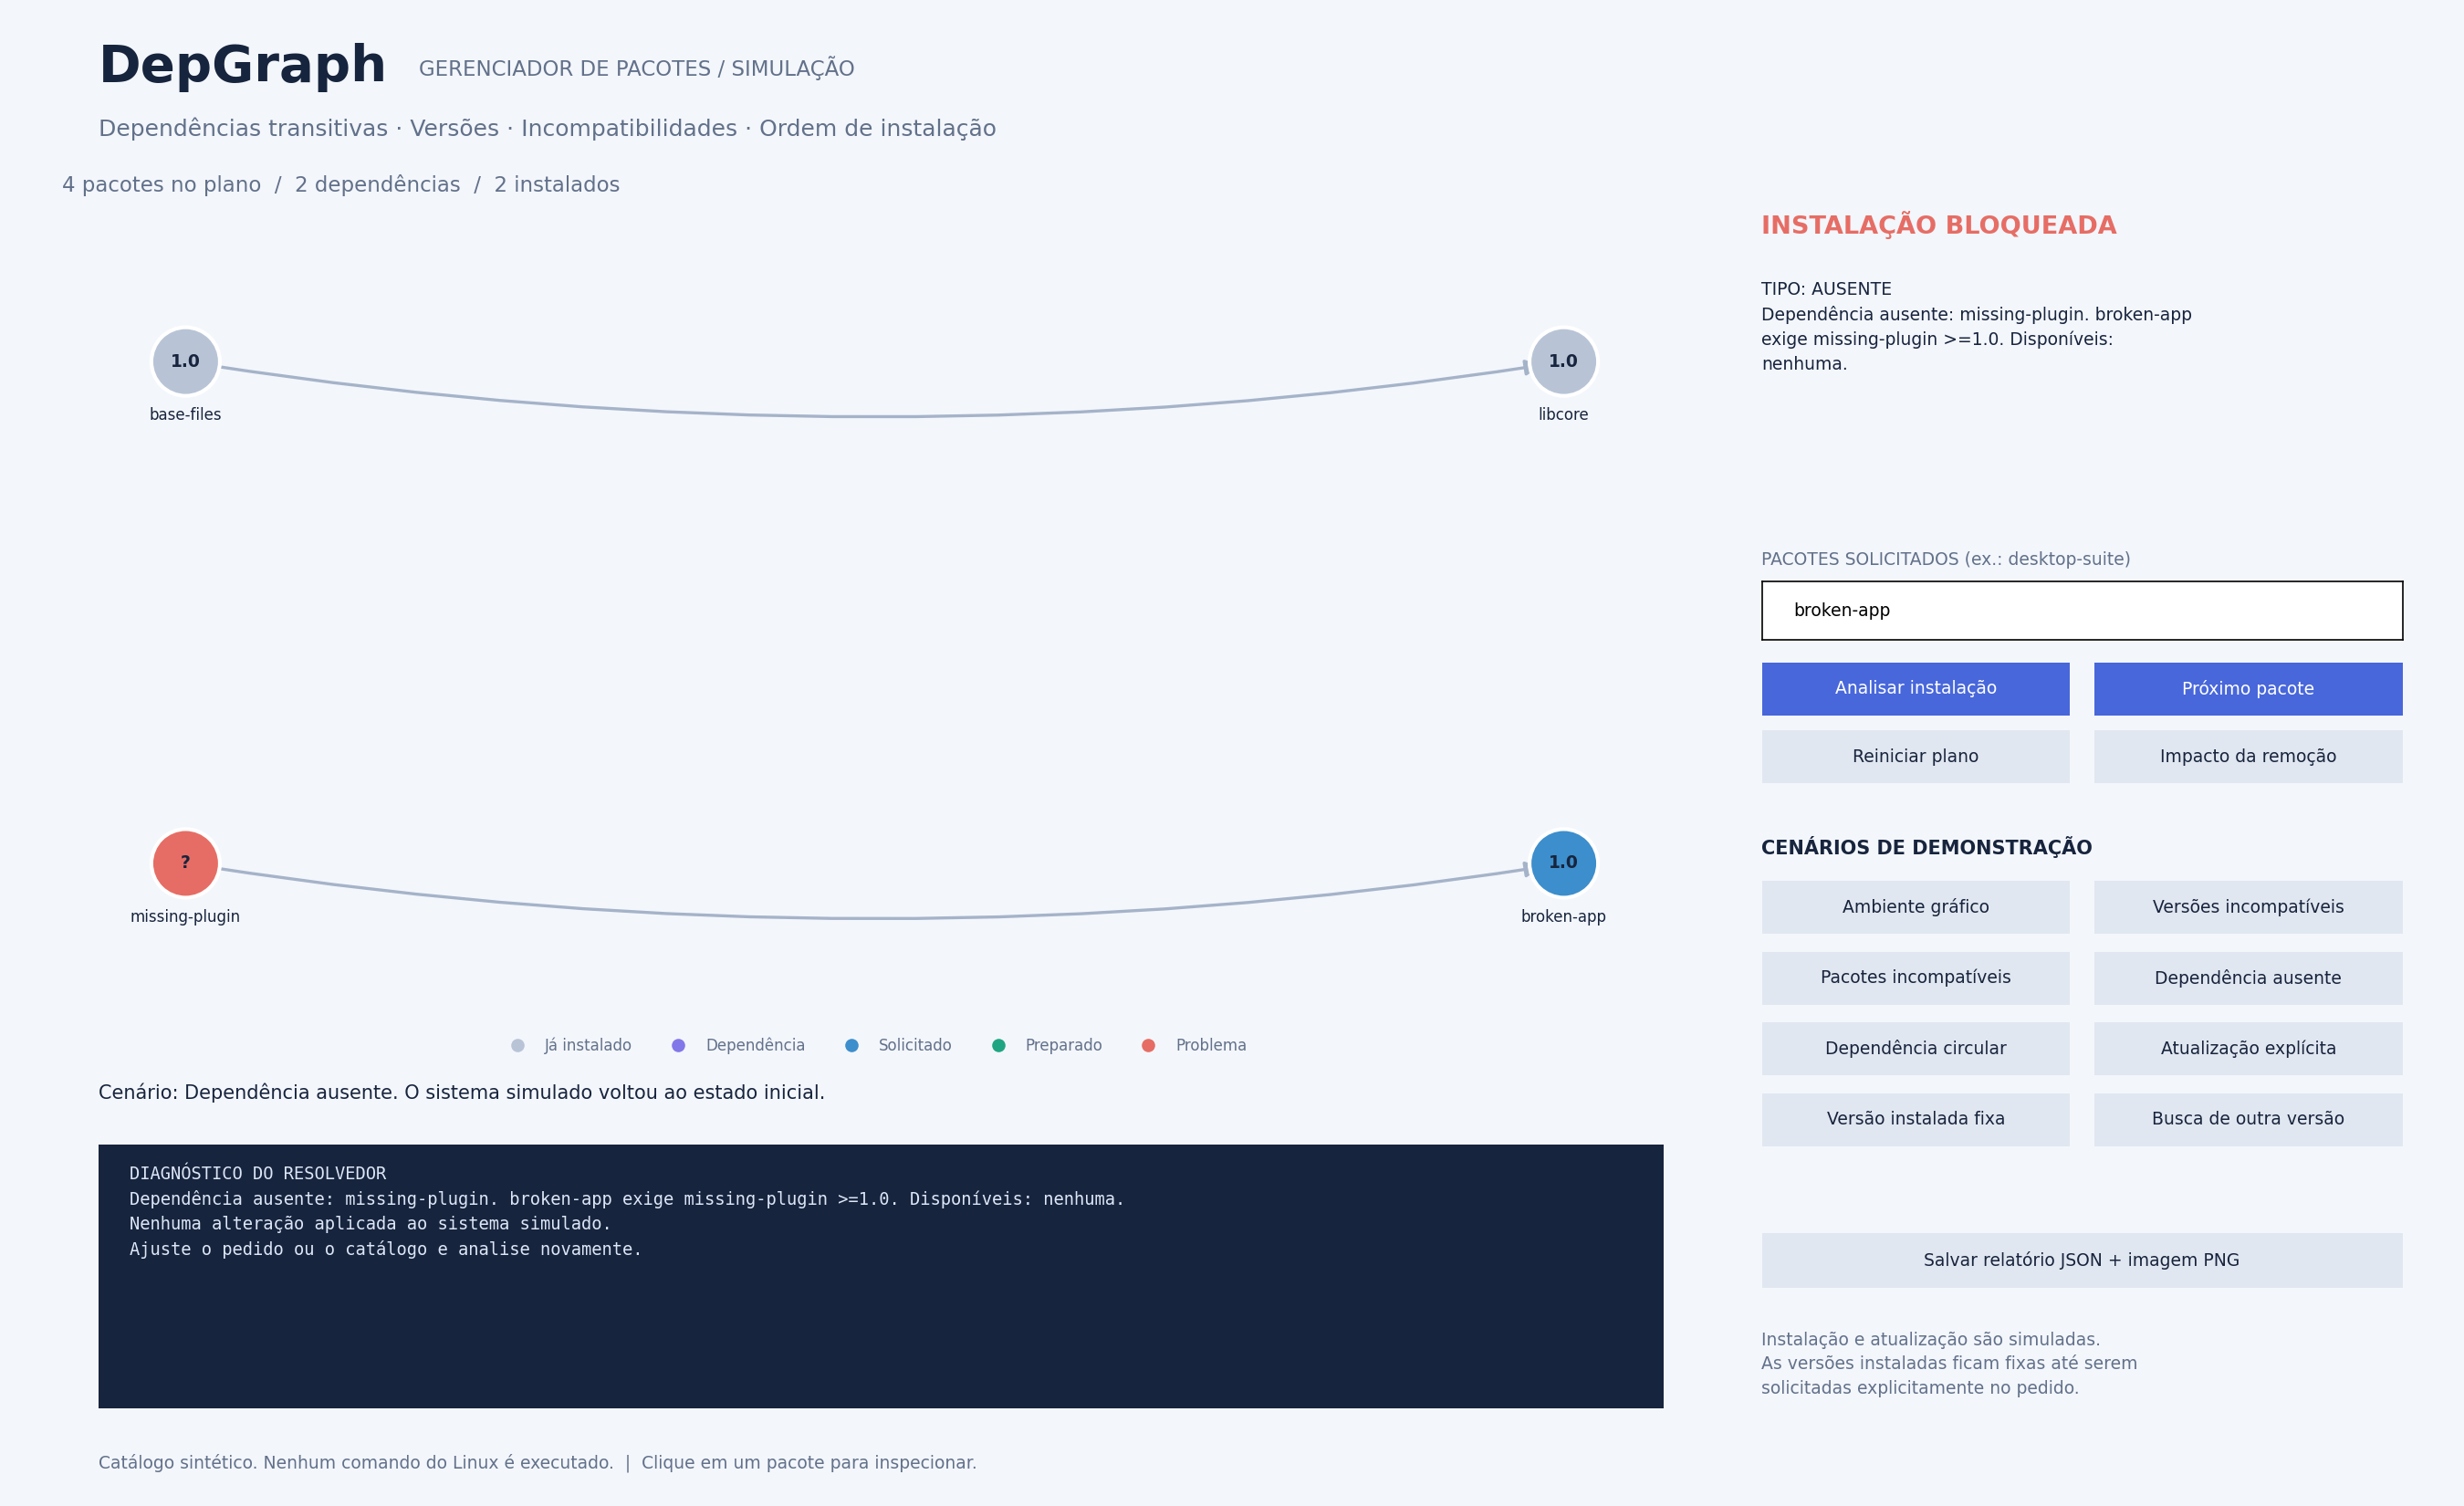 DepGraph GERENCIADOR DE PACOTES / SIMULAÇÃO
Dependências transitivas · Versões · Incompatibilidades · Ordem de instalação
4 pacotes no plano / 2 dependências / 2 instalados
1.0
base-files
1.0
libcore
?
missing-plugin
1.0
broken-app
Já instalado
Dependência
Solicitado
Preparado
Problema
Cenário: Dependência ausente. O sistema simulado voltou ao estado inicial.
DIAGNÓSTICO DO RESOLVEDOR
Dependência ausente: missing-plugin. broken-app exige missing-plugin >=1.0. Disponíveis: nenhuma.
Nenhuma alteração aplicada ao sistema simulado.
Ajuste o pedido ou o catálogo e analise novamente.
Catálogo sintético. Nenhum comando do Linux é executado. | Clique em um pacote para inspecionar.
INSTALAÇÃO BLOQUEADA
TIPO: AUSENTE
Dependência ausente: missing-plugin. broken-app
exige missing-plugin >=1.0. Disponíveis:
nenhuma.
PACOTES SOLICITADOS (ex.: desktop-suite)
broken-app
Analisar instalação
Próximo pacote
Reiniciar plano
Impacto da remoção
CENÁRIOS DE DEMONSTRAÇÃO
Ambiente gráfico
Versões incompatíveis
Pacotes incompatíveis
Dependência ausente
Dependência circular
Atualização explícita
Versão instalada fixa
Busca de outra versão
Salvar relatório JSON + imagem PNG
Instalação e atualização são simuladas.
As versões instaladas ficam fixas até serem
solicitadas explicitamente no pedido.